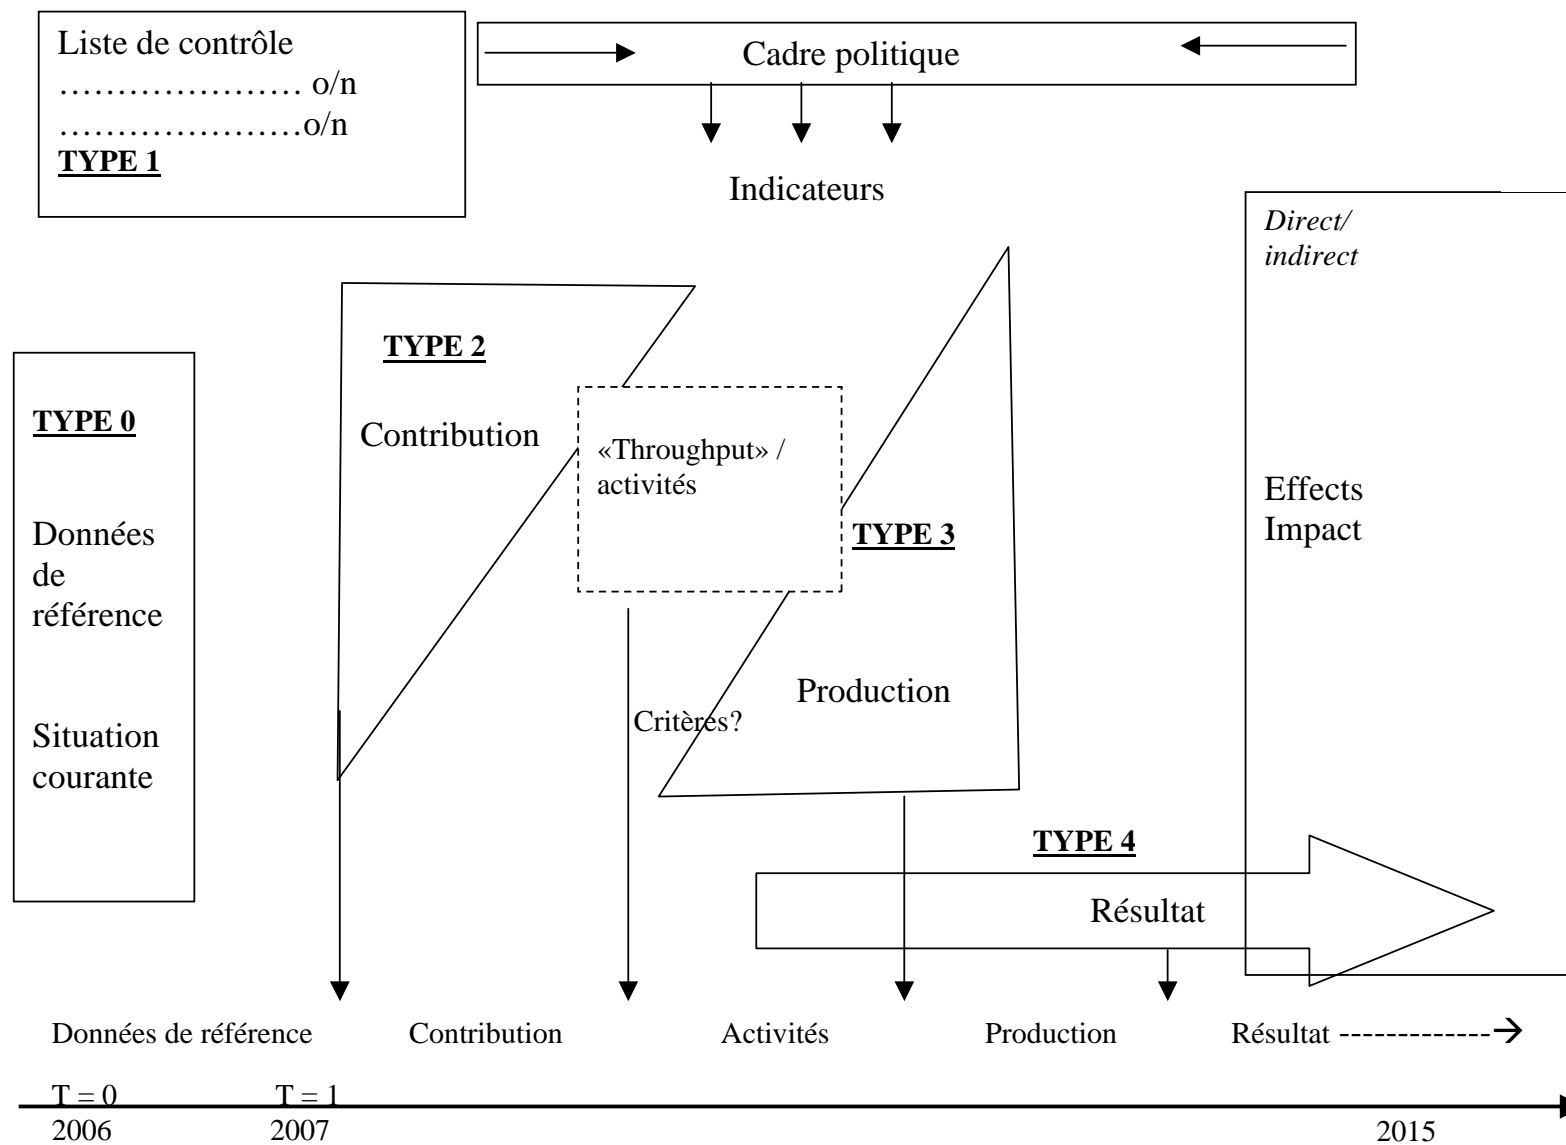 Liste de contrôle
………………… o/n
…………………o/n
TYPE 1
Cadre politique
Indicateurs
Direct/
indirect
TYPE 2
Contribution
TYPE 0
Données
de
référence
Situation
courante
«Throughput» /
activités
TYPE 3
Production
Critères?
Effects
Impact
TYPE 4
Résultat
Données de référence Contribution Activités Production Résultat -------------→
T = 0 T = 1
2006 2007 2015